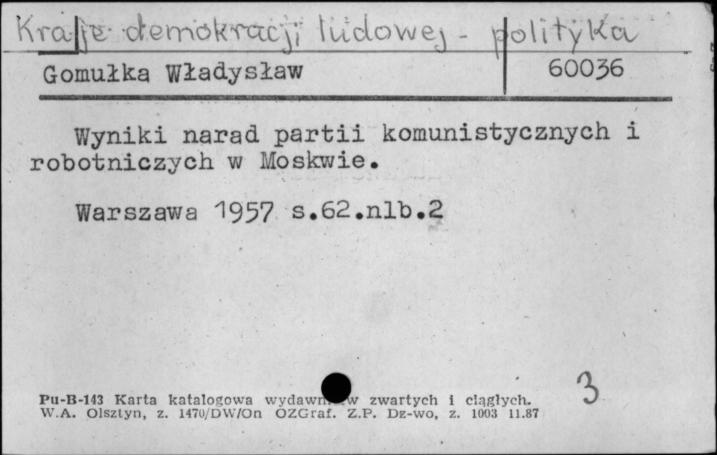 Kraje demokracji ludowej - polityka
Gomułka Władysław 60036
Wyniki narad partii komunistycznych i
robotniczych w Moskwie.
Warszawa 1957 s.62.nlb.2
3
Pu-B-143 Karta katalogowa wydawn w zwartych i ciągłych.
W.A. Olsztyn, z. 1470/DW/On OZGraf. Z.P. Dz-wo, z. 1003 11.87